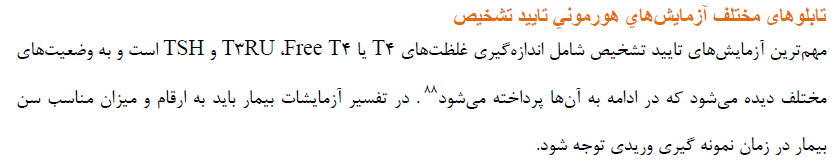 تابلوهای مختلف آزمایش‌های هورموني تایید تشخیص
مهم‌ترین آزمایش‌های تایید تشخیص شامل اندازه‌گیری غلظت‌های T۴ یا Free T۴، T۳RU و TSH است و به وضعیت‌های
مختلف دیده می‌شود که در ادامه به آن‌ها پرداخته می‌شود۸۸. در تفسیر آزمایشات بیمار باید به ارقام و میزان مناسب سن
بیمار در زمان نمونه گیری وریدی توجه شود.